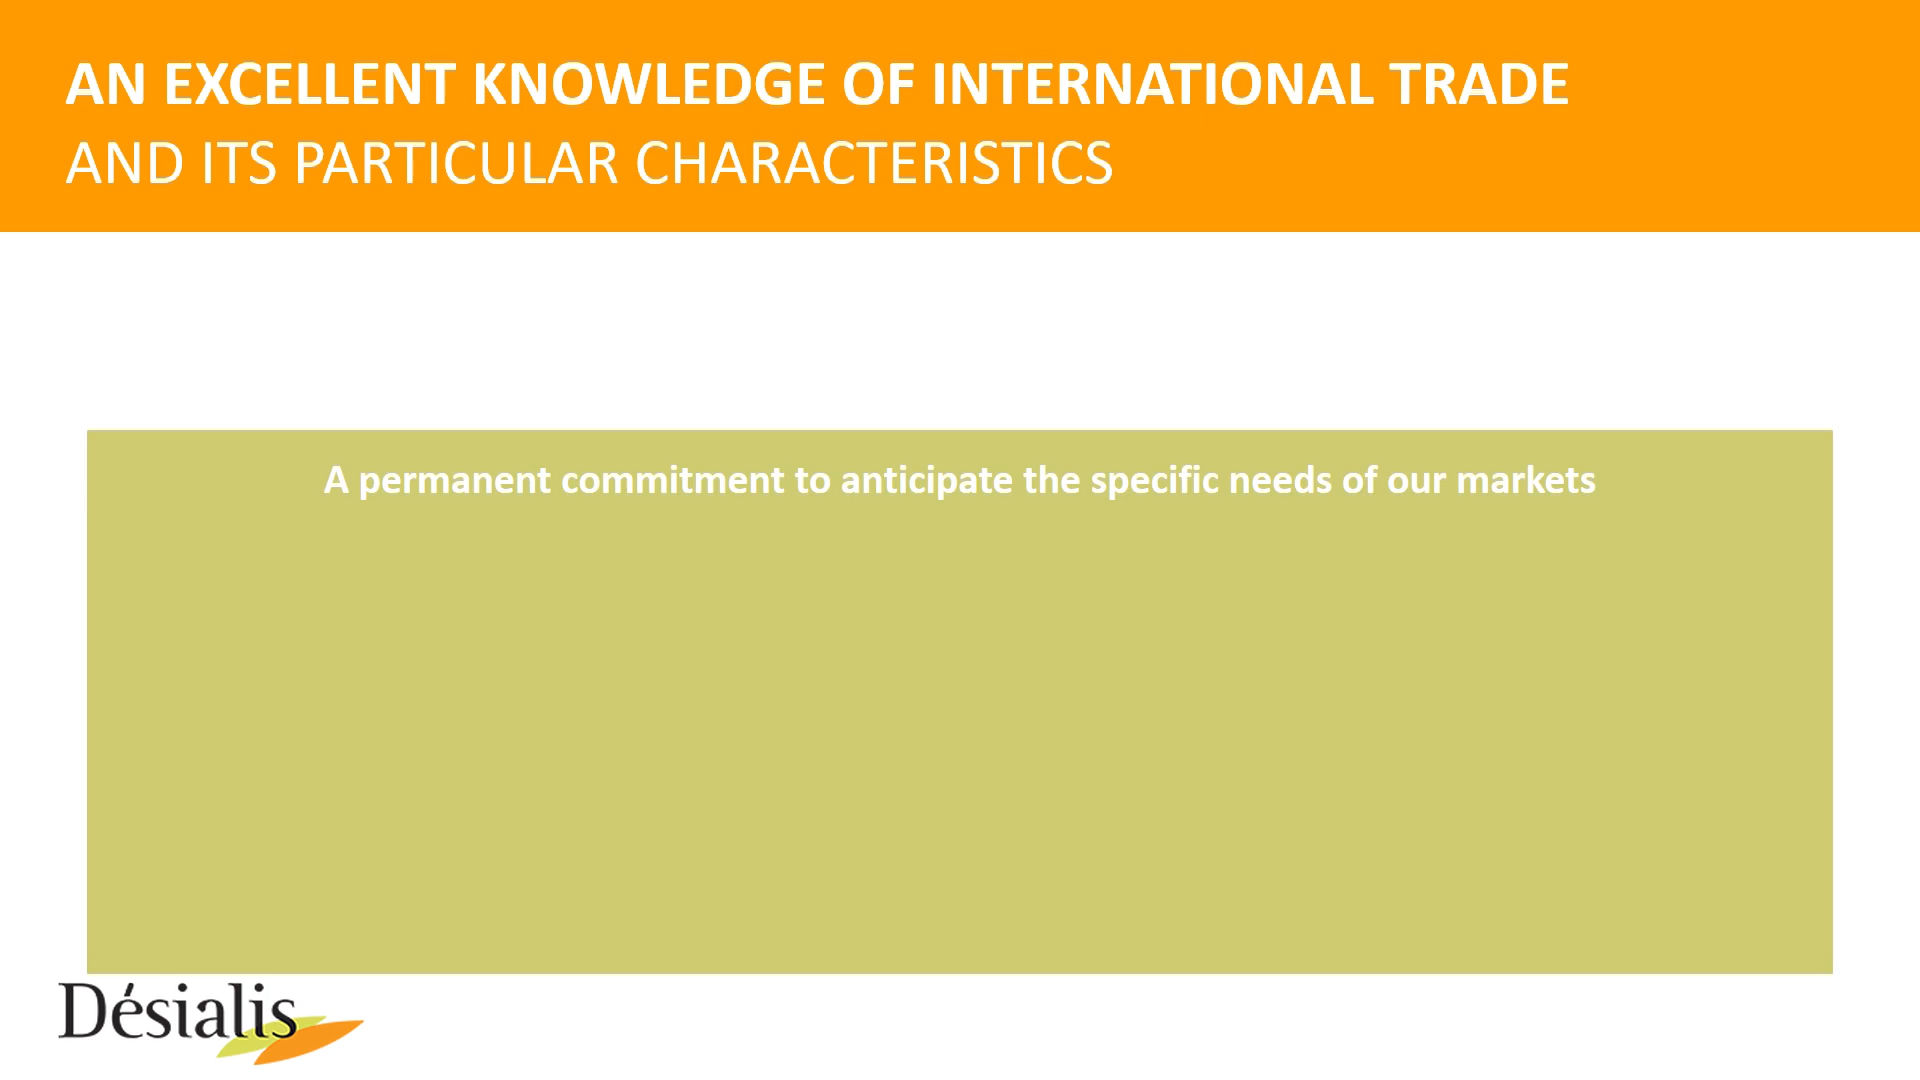 AN EXCELLENT KNOWLEDGE OF INTERNATIONAL TRADE
AND ITS PARTICULAR CHARACTERISTICS
A permanent commitment to anticipate the specific needs of our markets
Désialis